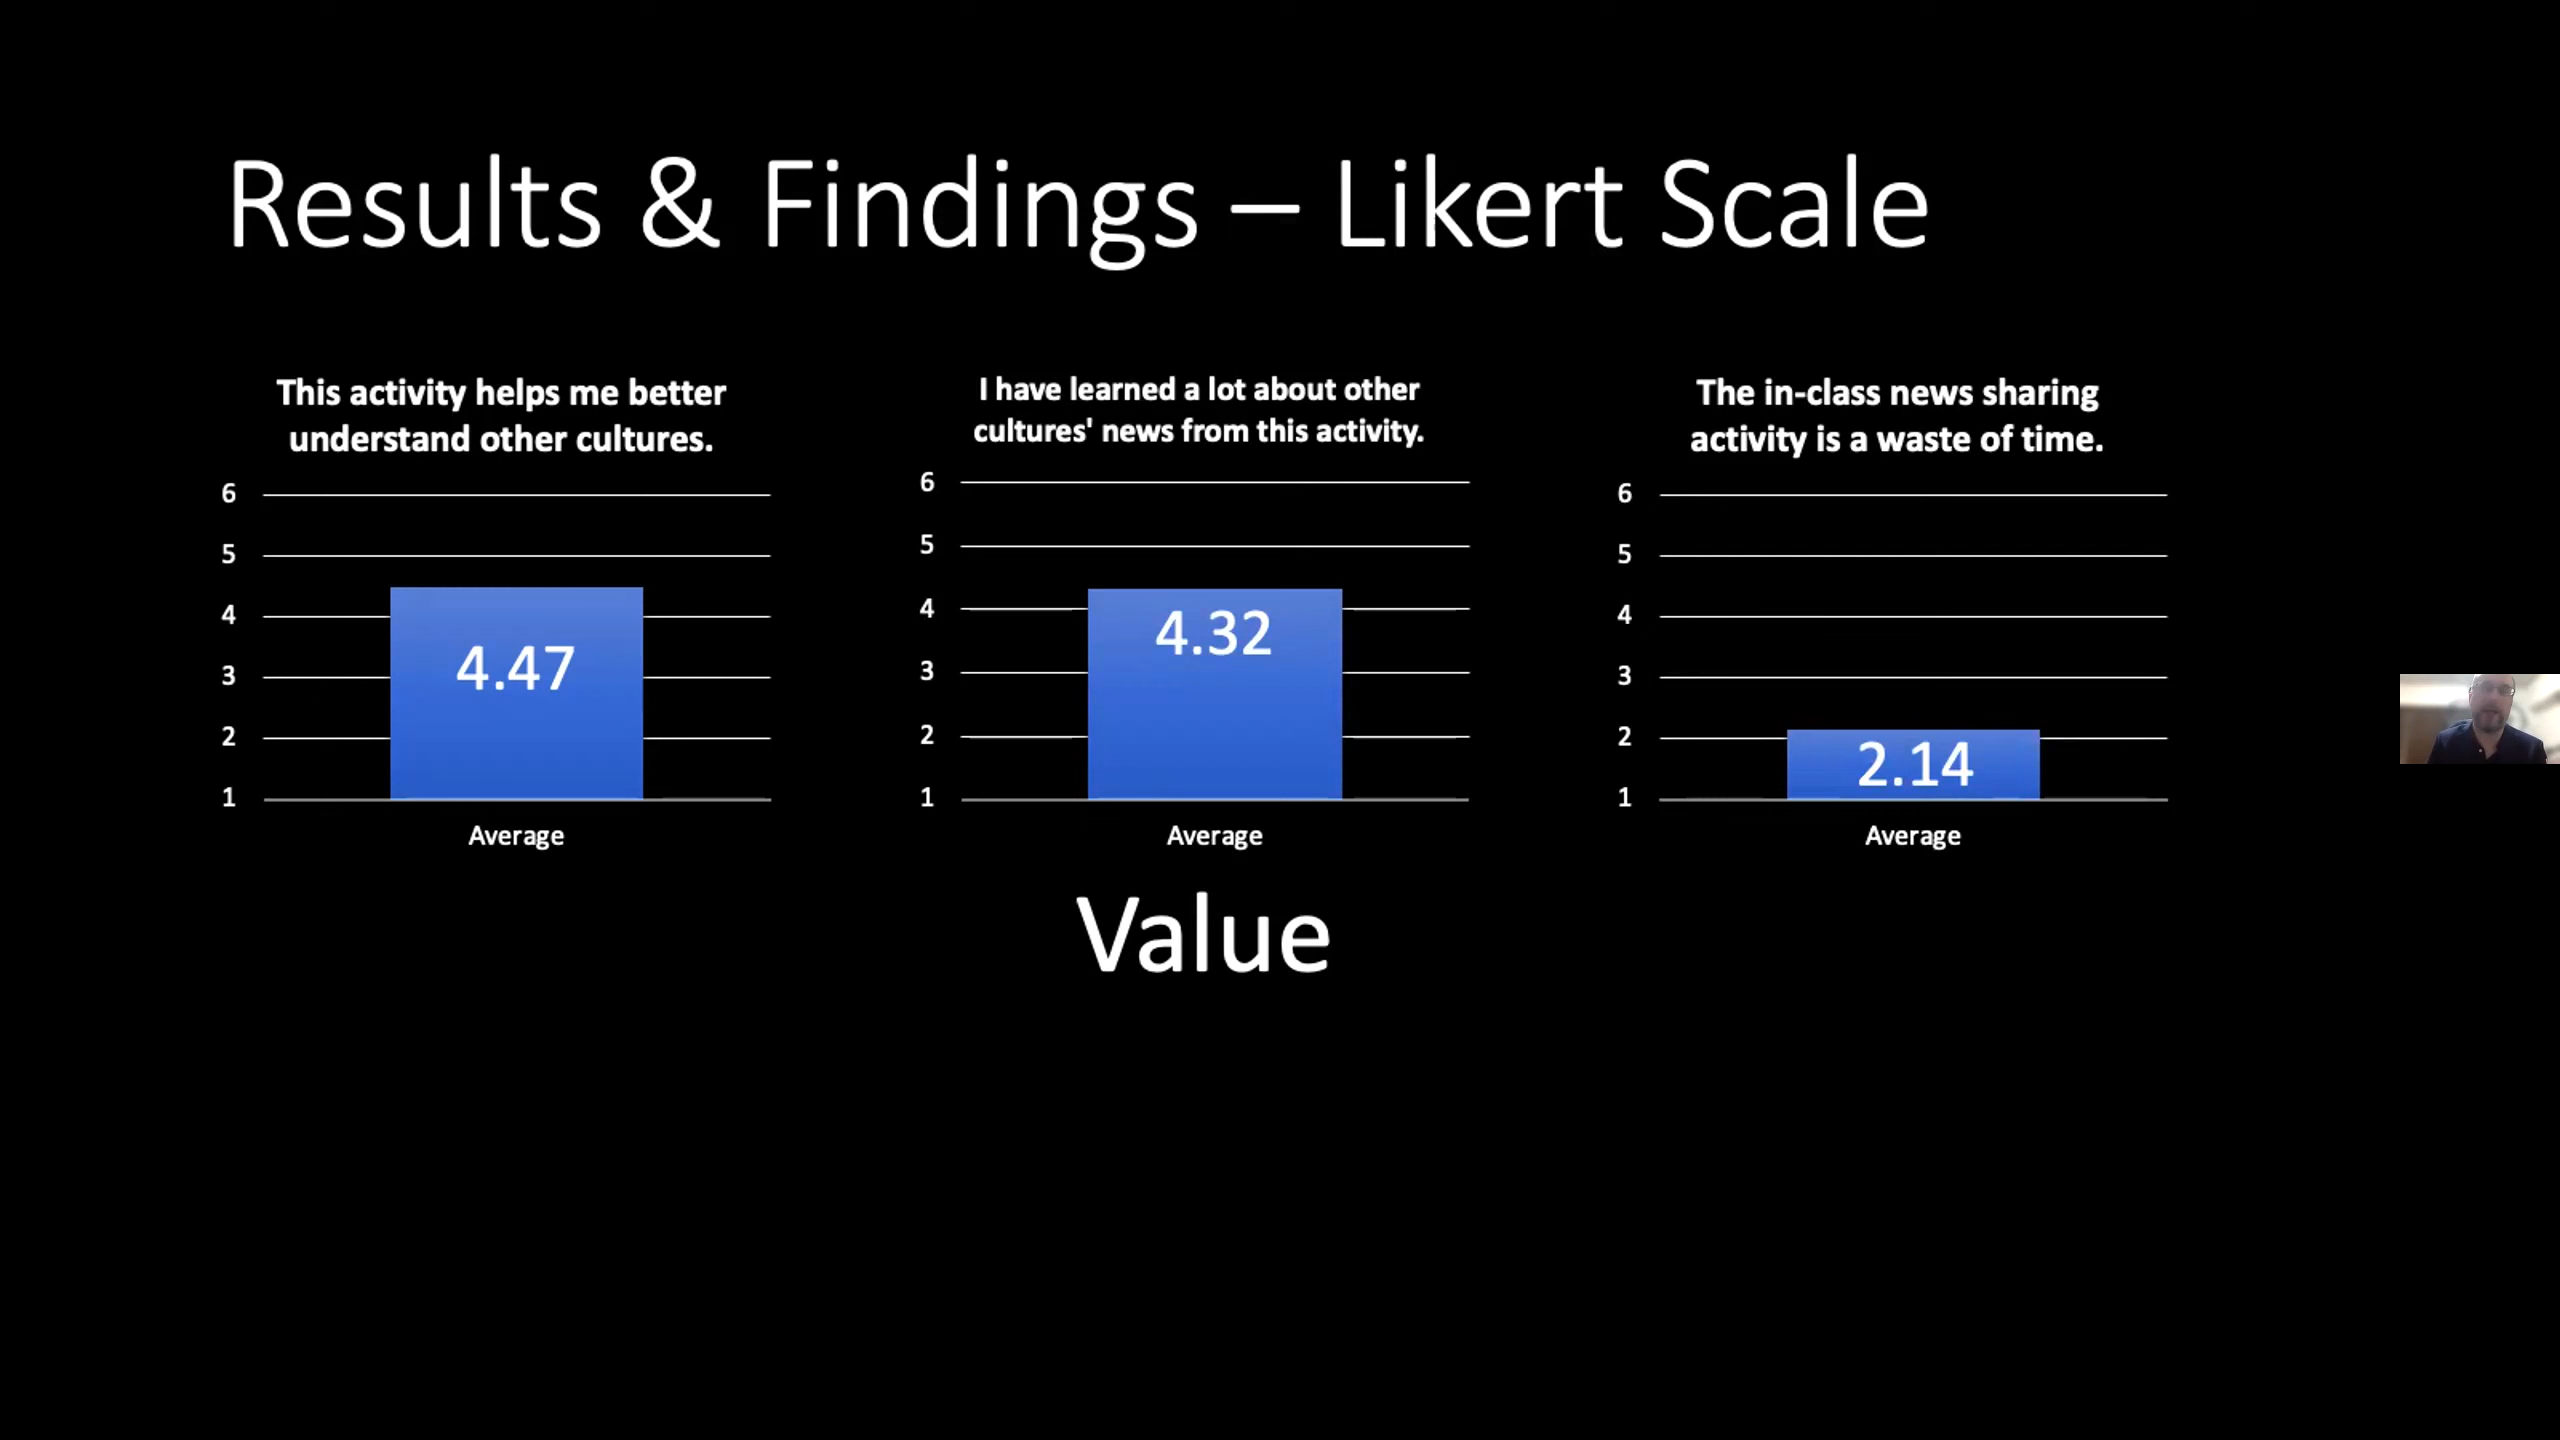 Results & Findings – Likert Scale
This activity helps me better
understand other cultures.
6
5
4
3
2
1
4.47
Average
I have learned a lot about other
cultures' news from this activity.
6
5
4
3
2
1
4.32
Average
The in-class news sharing
activity is a waste of time.
6
5
4
3
2
1
2.14
Average
Value